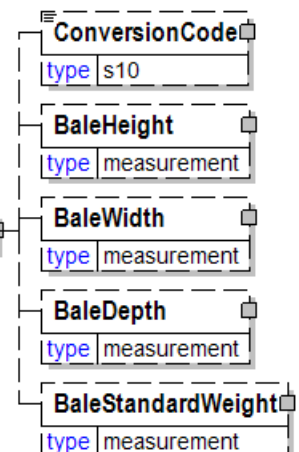 ConversionCode
type s10
BaleHeight
type measurement
BaleWidth
type measurement
BaleDepth
type measurement
BaleStandardWeight
type measurement